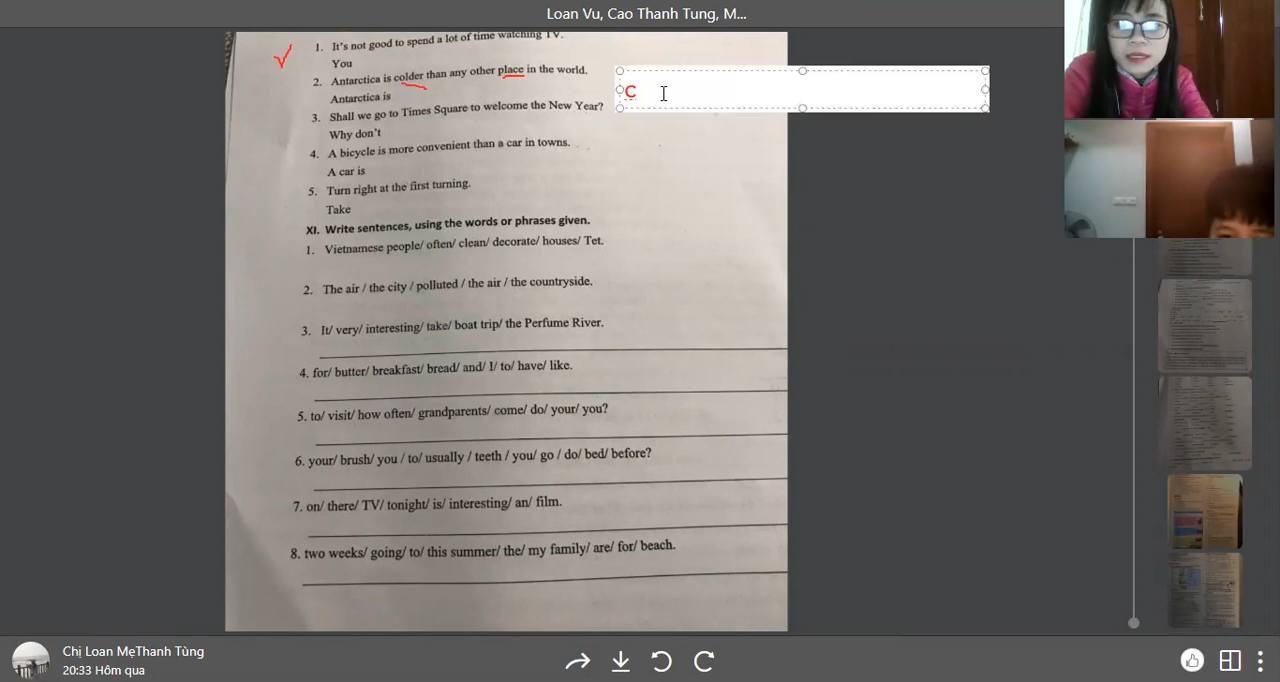 Loan Vu, Cao Thanh Tung, M...
1. It's not good to spend a lot of time watching TV.
You
2. Antarctica is colder than any other place in the world.
Antarctica is
C
3. Shall we go to Times Square to welcome the New Year?
Why don't
4. A bicycle is more convenient than a car in towns.
A car is
5. Turn right at the first turning.
Take
XI. Write sentences, using the words or phrases given.
1. Vietnamese people/ often/ clean/ decorate/ houses/ Tet.
2. The air / the city / polluted / the air / the countryside.
3. It/ very/ interesting/ take/ boat trip/ the Perfume River.
4. for/ butter/ breakfast/ bread/ and/ I/ to/ have/ like.
5. to/ visit/ how often/ grandparents/ come/ do/ your/ you?
6. your/ brush/ you / to/ usually / teeth / you/ go / do/ bed/ before?
7. on/ there/ TV/ tonight/ is/ interesting/ an/ film.
8. two weeks/ going/ to/ this summer/ the/ my family/ are/ for/ beach.
Chị Loan MẹThanh Tùng
20:33 Hôm qua